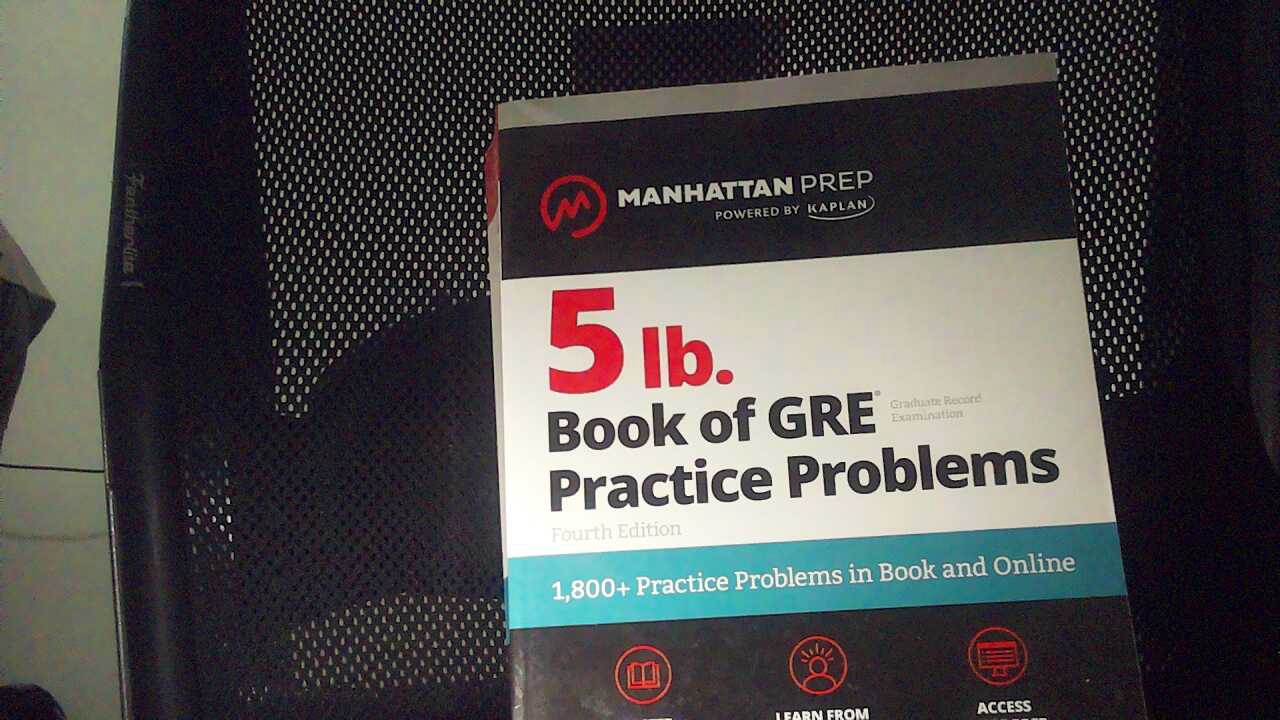 MANHATTAN PREP
POWERED BY KAPLAN
5 lb.
Book of GRE®
Graduate Record
Examination
Practice Problems
Fourth Edition
1,800+ Practice Problems in Book and Online
LEARN FROM
ACCESS